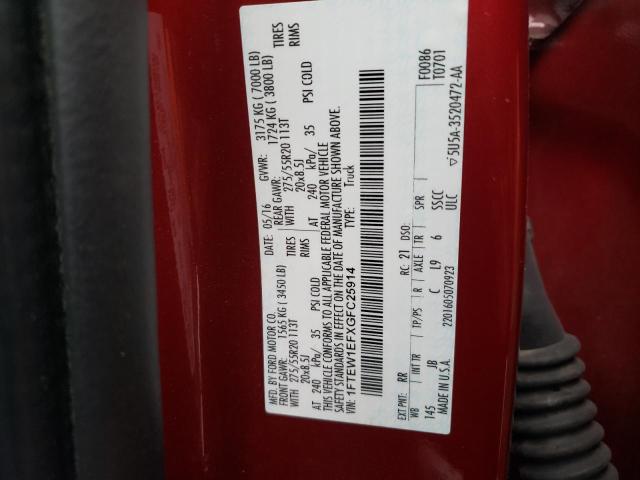 MFD. BY FORD MOTOR CO. DATE: 05/16 GVWR: 3175 KG ( 7000 LB)
FRONT GAWR: 1565 KG ( 3450 LB) REAR GAWR: 1724 KG ( 3800 LB)
WITH 275/55R20 113T TIRES WITH 275/55R20 113T TIRES
20x8.5J RIMS 20x8.5J RIMS
AT 240 kPa/ 35 PSI COLD AT 240 kPa/ 35 PSI COLD
THIS VEHICLE CONFORMS TO ALL APPLICABLE FEDERAL MOTOR VEHICLE
SAFETY STANDARDS IN EFFECT ON THE DATE OF MANUFACTURE SHOWN ABOVE.
VIN: 1FTEW1EFXGFC25914 TYPE: Truck
F0086
T0701
EXT PNT: RR RC: 21 DSO:
WB INT TR TP/PS R AXLE TR SPR
145 JB C L9 6 SSCC
MADE IN U.S.A. ULC
2201605070923
▽5U5A-3520472-AA